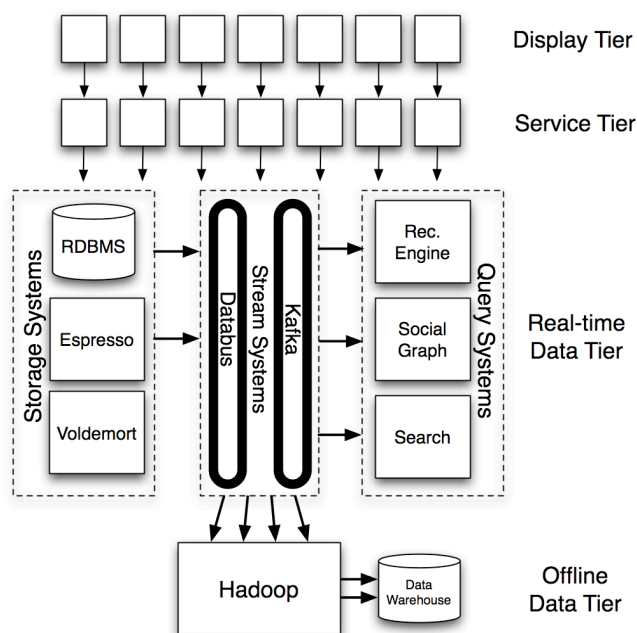 Display Tier
Service Tier
Storage Systems
RDBMS
Espresso
Voldemort
Databus
Stream Systems
Kafka
Rec.
Engine
Social
Graph
Search
Query Systems
Real-time
Data Tier
Hadoop
Data
Warehouse
Offline
Data Tier